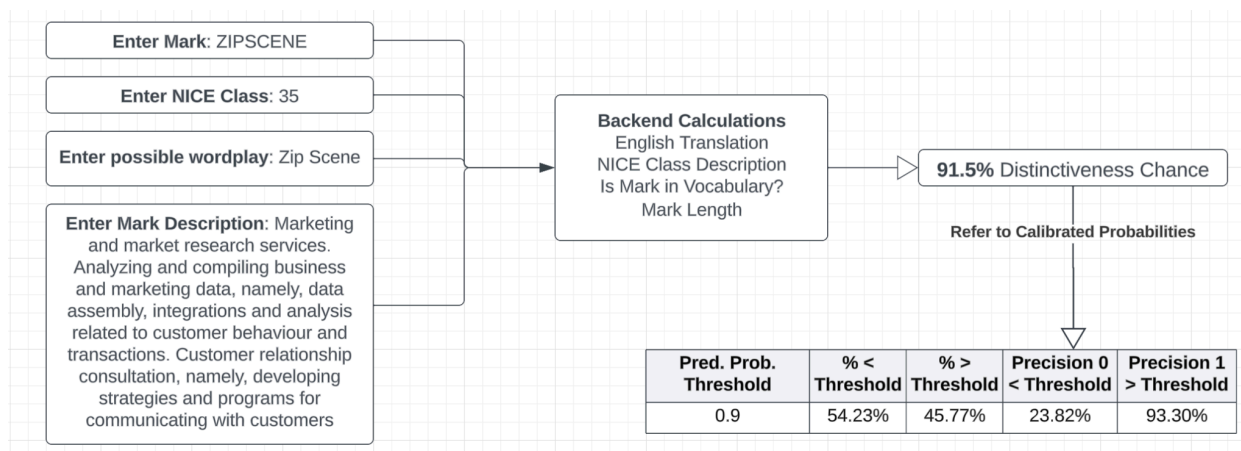 Enter Mark: ZIPSCENE
Enter NICE Class: 35
Enter possible wordplay: Zip Scene
Enter Mark Description: Marketing
and market research services.
Analyzing and compiling business
and marketing data, namely, data
assembly, integrations and analysis
related to customer behaviour and
transactions. Customer relationship
consultation, namely, developing
strategies and programs for
communicating with customers
Backend Calculations
English Translation
NICE Class Description
Is Mark in Vocabulary?
Mark Length
91.5% Distinctiveness Chance
Refer to Calibrated Probabilities
Pred. Prob. % < % > Precision 0 Precision 1
Threshold Threshold Threshold < Threshold > Threshold
0.9 54.23% 45.77% 23.82% 93.30%